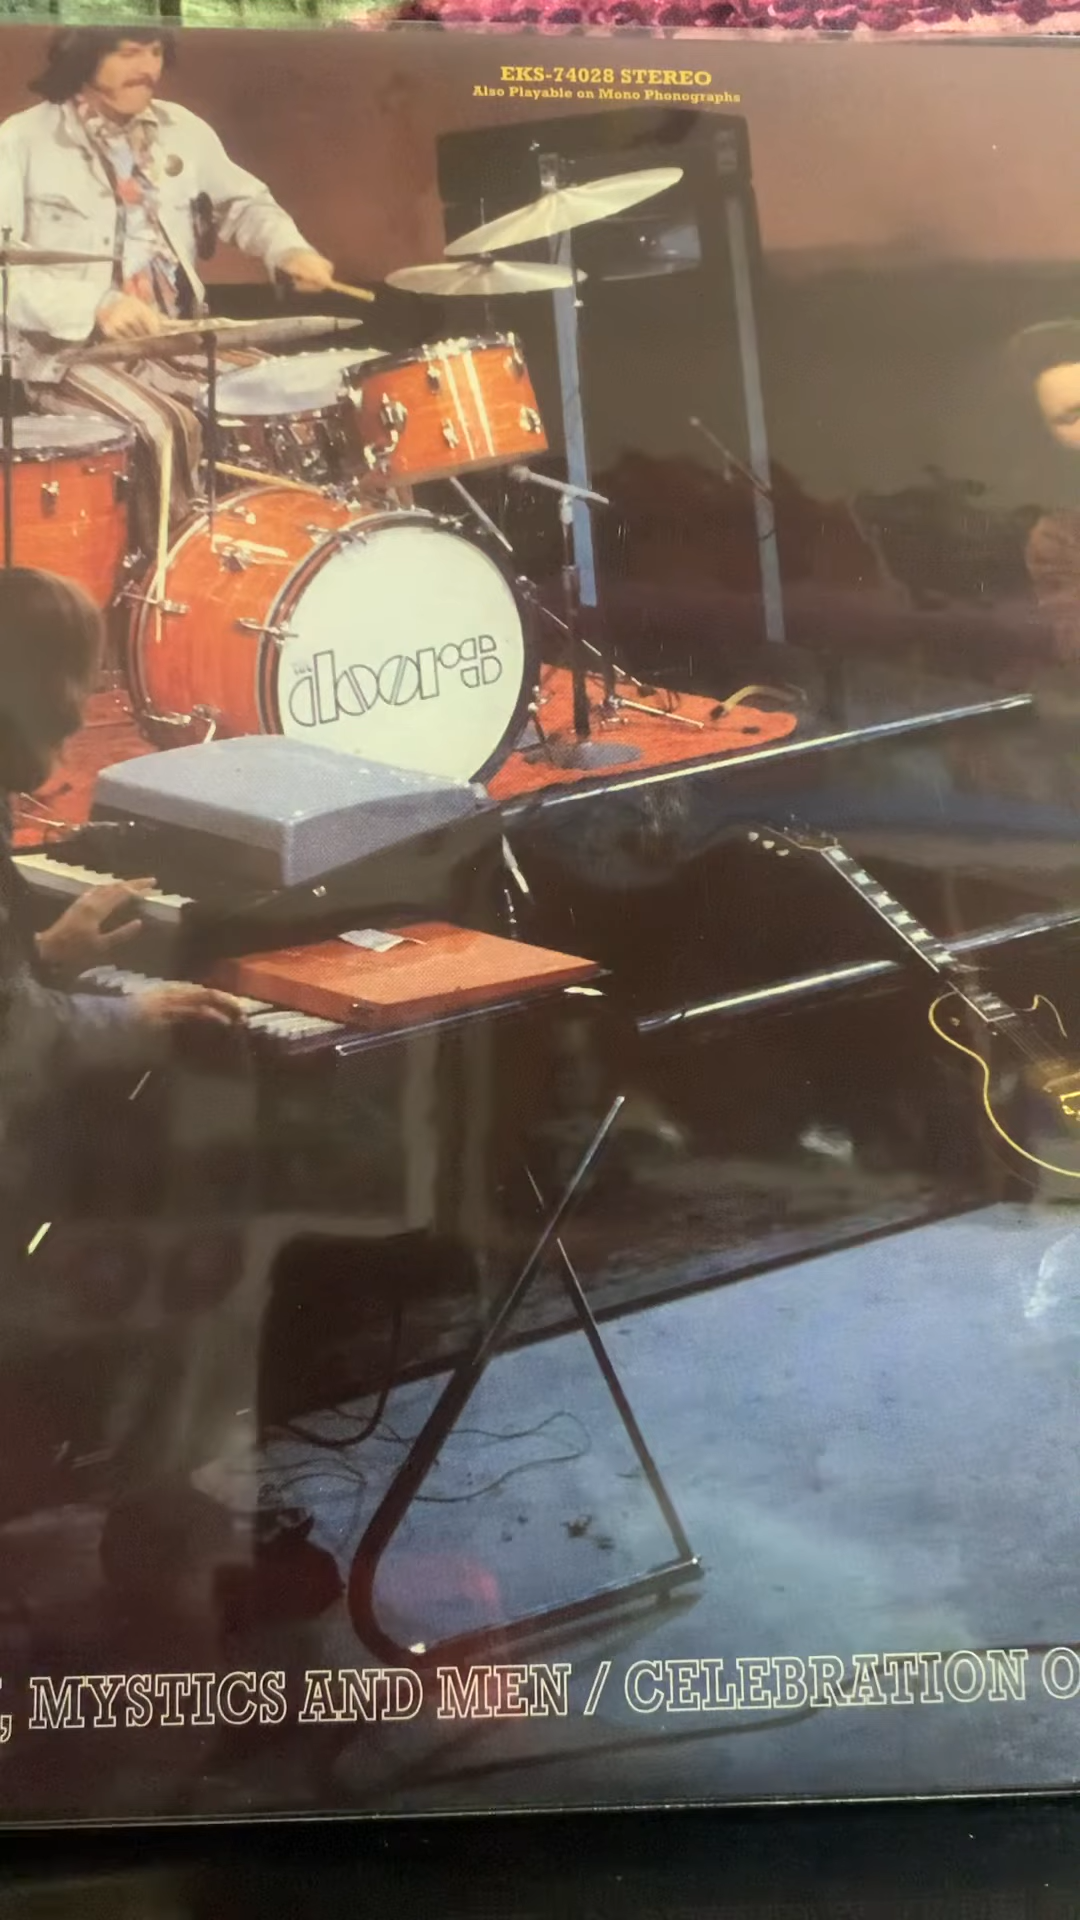 EKS-74028 STEREO
Also Playable on Mono Phonographs
THE
doors
, MYSTICS AND MEN / CELEBRATION O